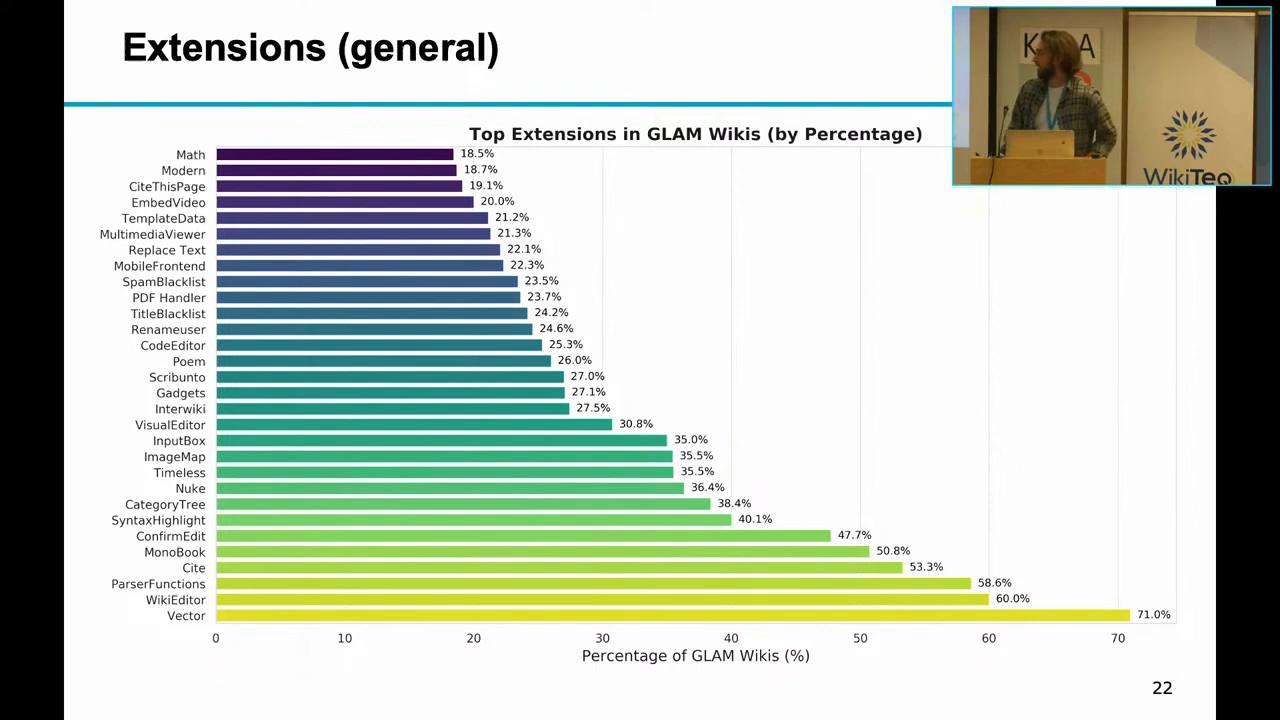 Extensions (general)
Top Extensions in GLAM Wikis (by Percentage)
Math 18.5%
Modern 18.7%
CiteThisPage 19.1%
EmbedVideo 20.0%
TemplateData 21.2%
MultimediaViewer 21.3%
Replace Text 22.1%
MobileFrontend 22.3%
SpamBlacklist 23.5%
PDF Handler 23.7%
TitleBlacklist 24.2%
Renameuser 24.6%
CodeEditor 25.3%
Poem 26.0%
Scribunto 27.0%
Gadgets 27.1%
Interwiki 27.5%
VisualEditor 30.8%
InputBox 35.0%
ImageMap 35.5%
Timeless 35.5%
Nuke 36.4%
CategoryTree 38.4%
SyntaxHighlight 40.1%
ConfirmEdit 47.7%
MonoBook 50.8%
Cite 53.3%
ParserFunctions 58.6%
WikiEditor 60.0%
Vector 71.0%
0 10 20 30 40 50 60 70
Percentage of GLAM Wikis (%)
22
WikiTeq